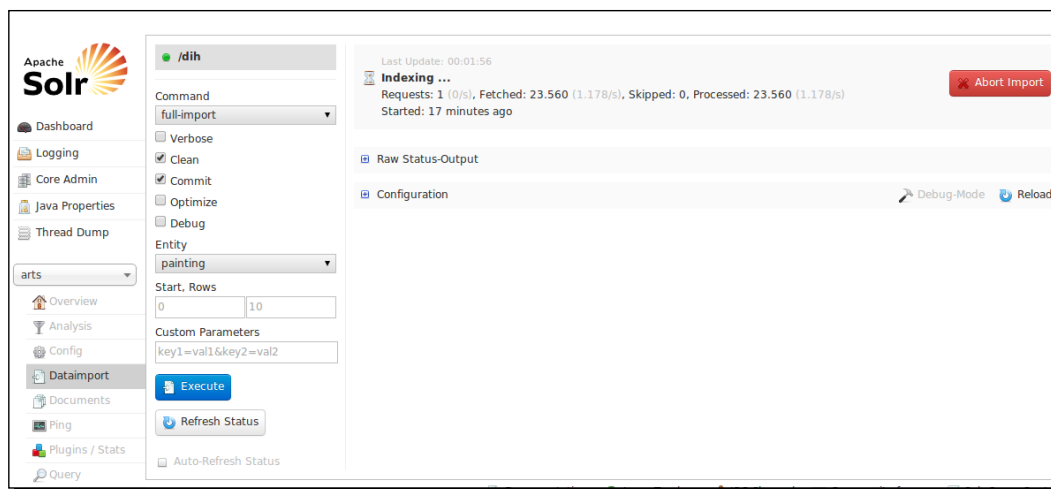 Apache
Solr
Dashboard
Logging
Core Admin
Java Properties
Thread Dump
arts
Overview
Analysis
Config
Dataimport
Documents
Ping
Plugins / Stats
Query
/dih
Command
full-import
Verbose
Clean
Commit
Optimize
Debug
Entity
painting
Start, Rows
0 10
Custom Parameters
key1=val1&key2=val2
Execute
Refresh Status
Auto-Refresh Status
Last Update: 00:01:56
Indexing ...
Requests: 1 (0/s), Fetched: 23.560 (1.178/s), Skipped: 0, Processed: 23.560 (1.178/s)
Started: 17 minutes ago
Abort Import
Raw Status-Output
Configuration
Debug-Mode Reload